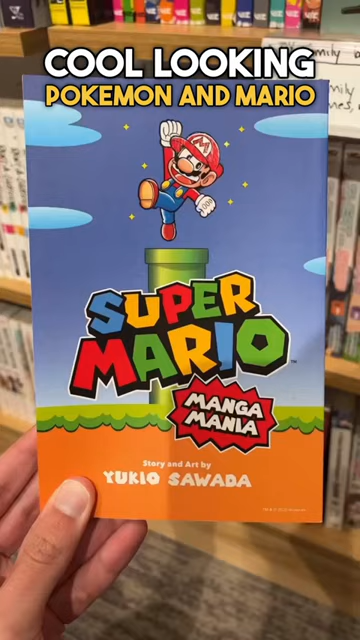 COOL LOOKING
POKEMON AND MARIO
SUPER
MARIO
MANGA
MANIA
Story and Art by
YUKIO SAWADA